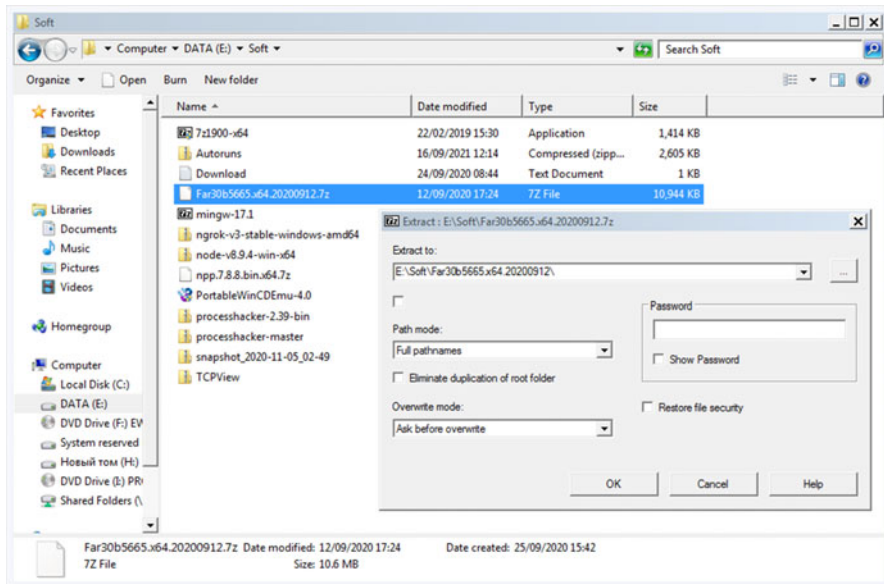 Soft
Computer ▾ DATA (E:) ▾ Soft ▾
Search Soft
Organize ▾ Open Burn New folder
Name Date modified Type Size
Favorites
Desktop
Downloads
Recent Places
Libraries
Documents
Music
Pictures
Videos
Homegroup
Computer
Local Disk (C:)
DATA (E:)
DVD Drive (F:) EW
System reserved
Новый том (H:)
DVD Drive (I:) PR
Shared Folders (\
7z1900-x64 22/02/2019 15:30 Application 1,414 KB
Autoruns 16/09/2021 12:14 Compressed (zipp... 2,605 KB
Download 24/09/2020 08:44 Text Document 1 KB
Far30b5665.x64.20200912.7z 12/09/2020 17:24 7Z File 10,944 KB
mingw-17.1
ngrok-v3-stable-windows-amd64
node-v8.9.4-win-x64
npp.7.8.8.bin.x64.7z
PortableWinCDEmu-4.0
processhacker-2.39-bin
processhacker-master
snapshot_2020-11-05_02-49
TCPView
Extract : E:\Soft\Far30b5665.x64.20200912.7z
Extract to:
E:\Soft\Far30b5665.x64.20200912\
...
Path mode:
Full pathnames
Eliminate duplication of root folder
Overwrite mode:
Ask before overwrite
Password
Show Password
Restore file security
OK Cancel Help
Far30b5665.x64.20200912.7z Date modified: 12/09/2020 17:24 Date created: 25/09/2020 15:42
7Z File Size: 10.6 MB